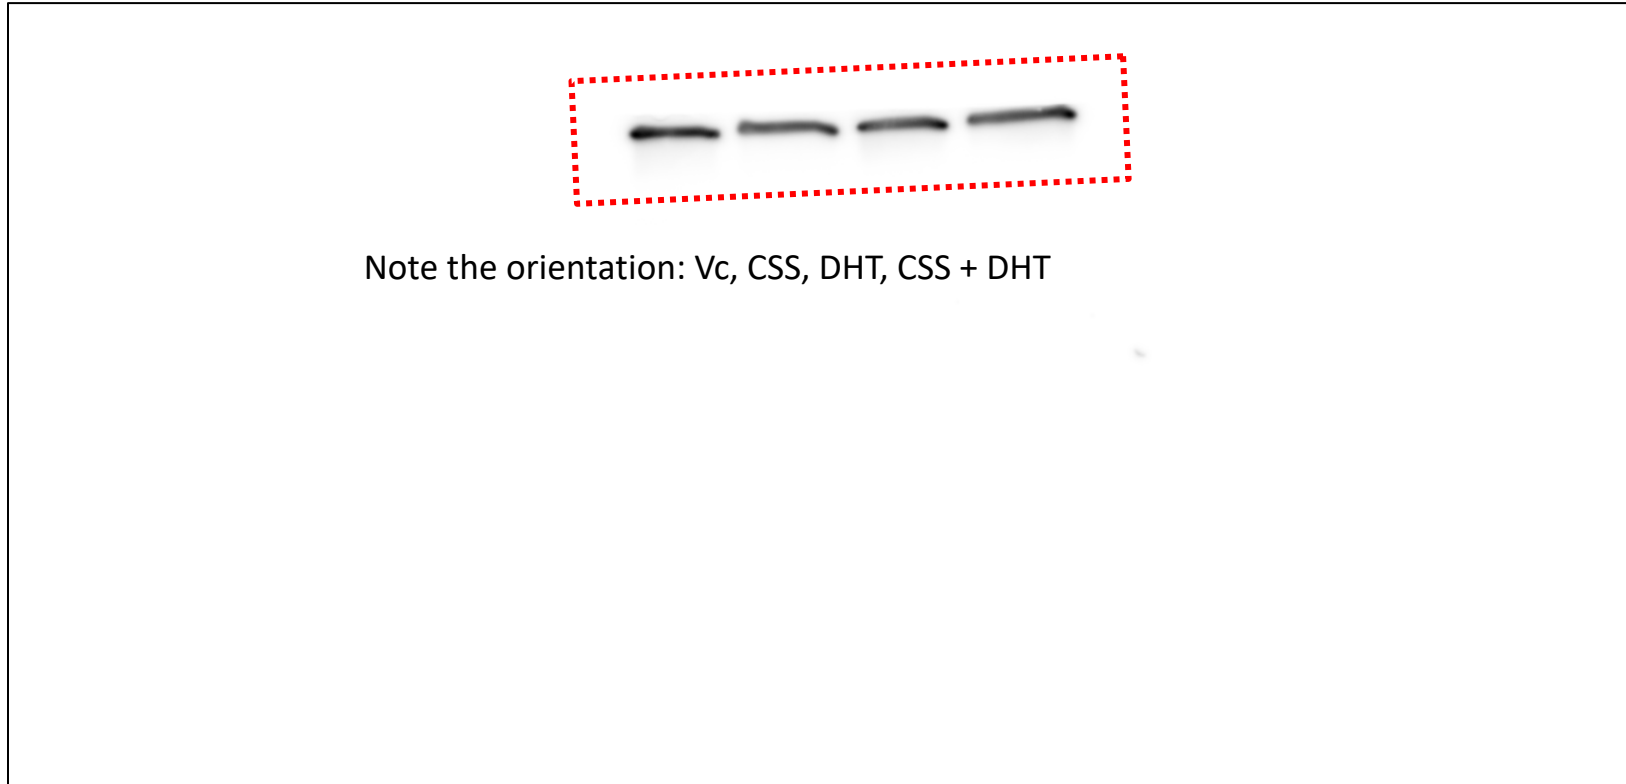 Note the orientation: Vc, CSS, DHT, CSS + DHT